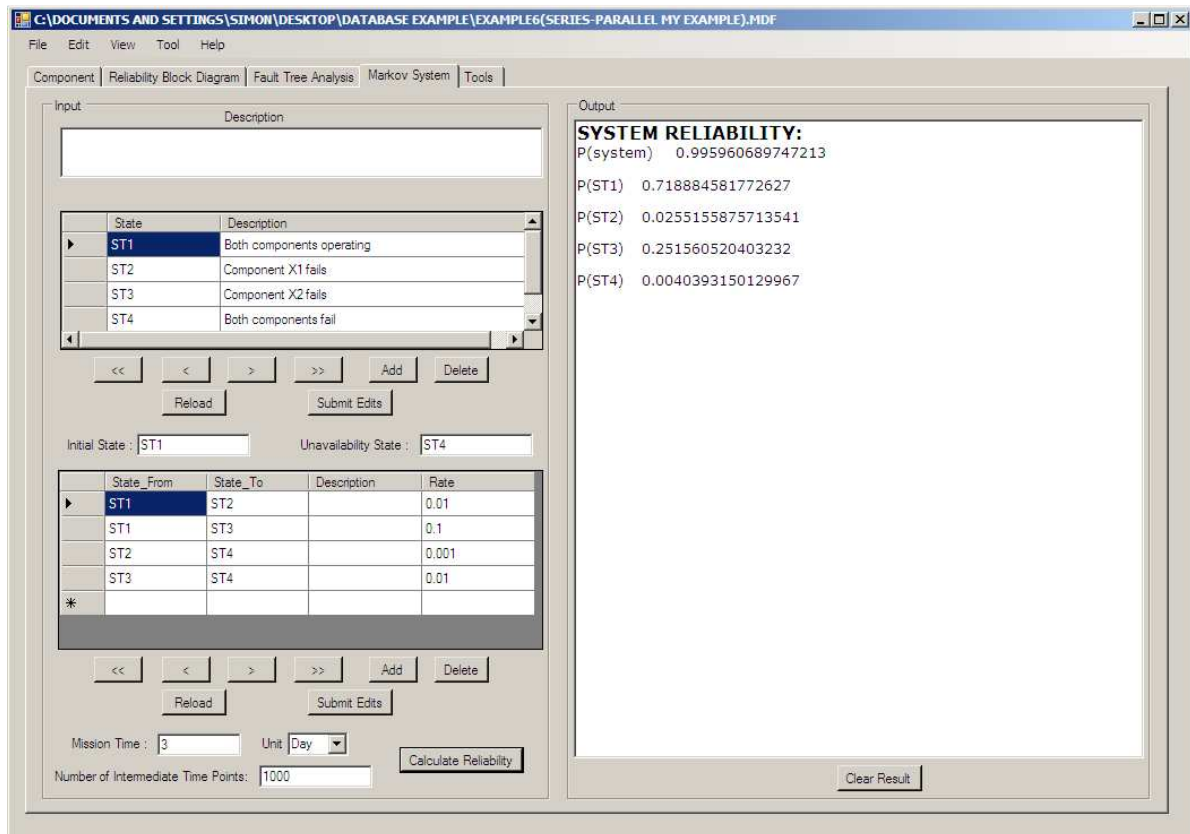 C:\DOCUMENTS AND SETTINGS\SIMON\DESKTOP\DATABASE EXAMPLE\EXAMPLE6(SERIES-PARALLEL MY EXAMPLE).MDF
File Edit View Tool Help
Component Reliability Block Diagram Fault Tree Analysis Markov System Tools
Input
Description
State Description
ST1 Both components operating
ST2 Component X1 fails
ST3 Component X2 fails
ST4 Both components fail
<< < > >> Add Delete
Reload Submit Edits
Initial State : ST1 Unavailability State : ST4
State_From State_To Description Rate
ST1 ST2 0.01
ST1 ST3 0.1
ST2 ST4 0.001
ST3 ST4 0.01
*
<< < > >> Add Delete
Reload Submit Edits
Mission Time : 3 Unit Day
Calculate Reliability
Number of Intermediate Time Points: 1000
Output
SYSTEM RELIABILITY:
P(system) 0.995960689747213
P(ST1) 0.718884581772627
P(ST2) 0.0255155875713541
P(ST3) 0.251560520403232
P(ST4) 0.0040393150129967
Clear Result